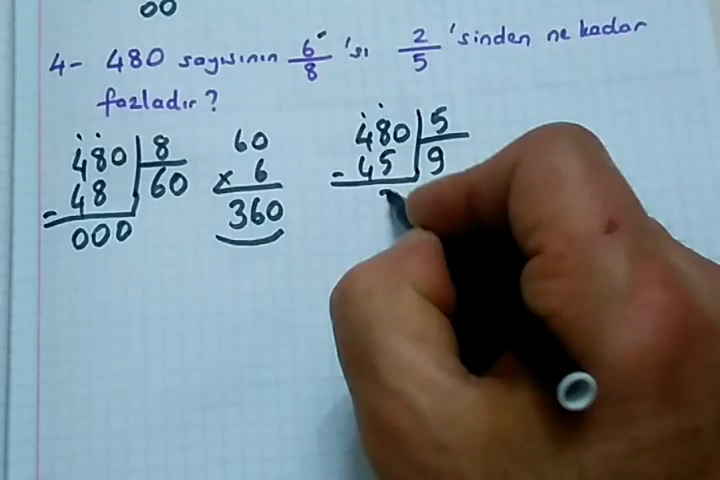 00
4- 480 sayısının 6/8 'sı 2/5 'sinden ne kadar
fazladır?
480 8 60 480 5
- 48 60 x 6 - 45 9
000 360